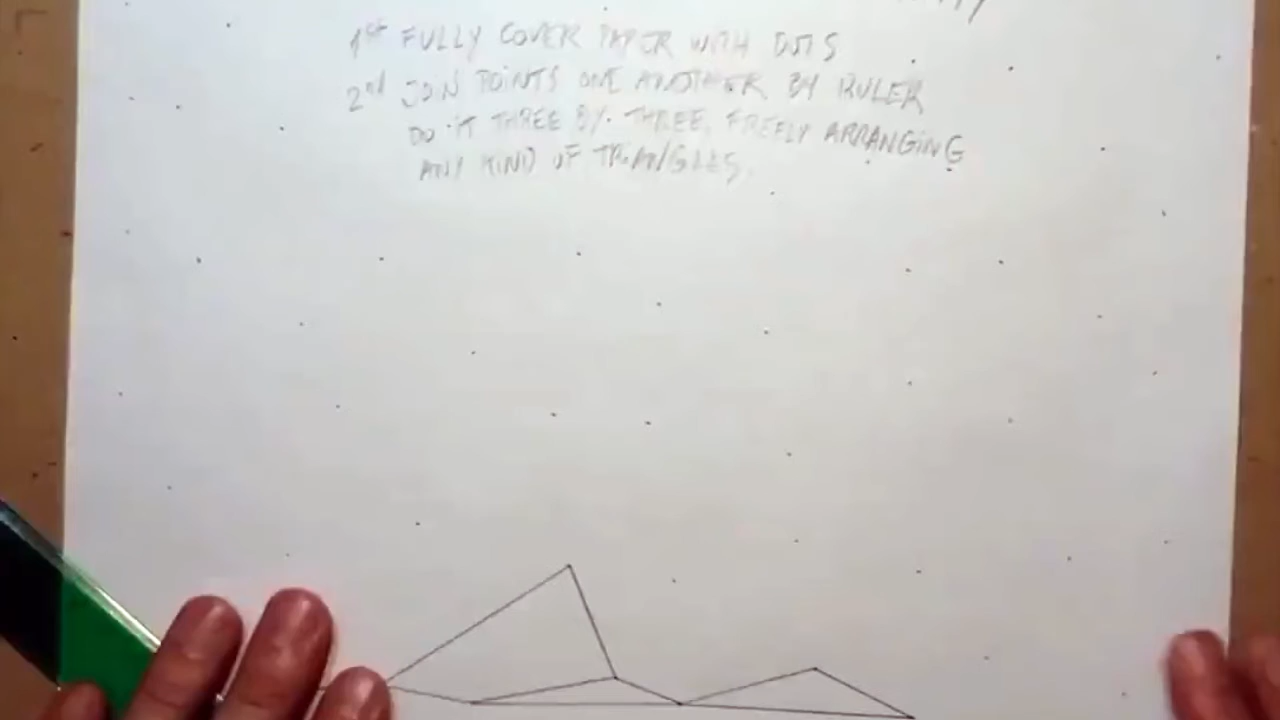 1st FULLY COVER PAPER WITH DOTS
2nd JOIN POINTS ONE ANOTHER BY RULER
DO IT THREE BY THREE, FREELY ARRANGING
ANY KIND OF TRIANGLES.